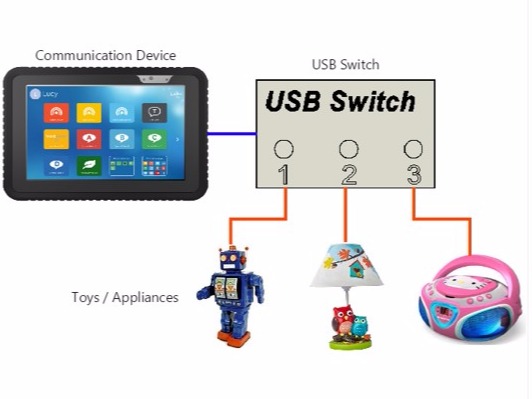 Communication Device
USB Switch
Lucy
USB Switch
A
B
C
D
1 2 3
Toys / Appliances